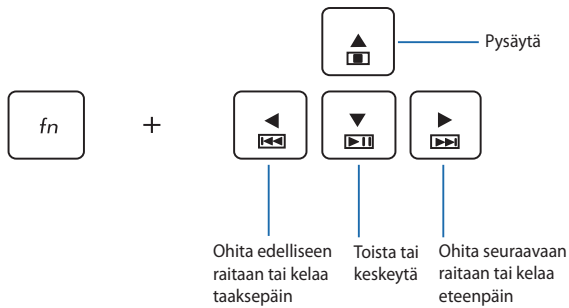 Pysäytä
fn
+
Ohita edelliseen
raitaan tai kelaa
taaksepäin
Toista tai
keskeytä
Ohita seuraavaan
raitaan tai kelaa
eteenpäin